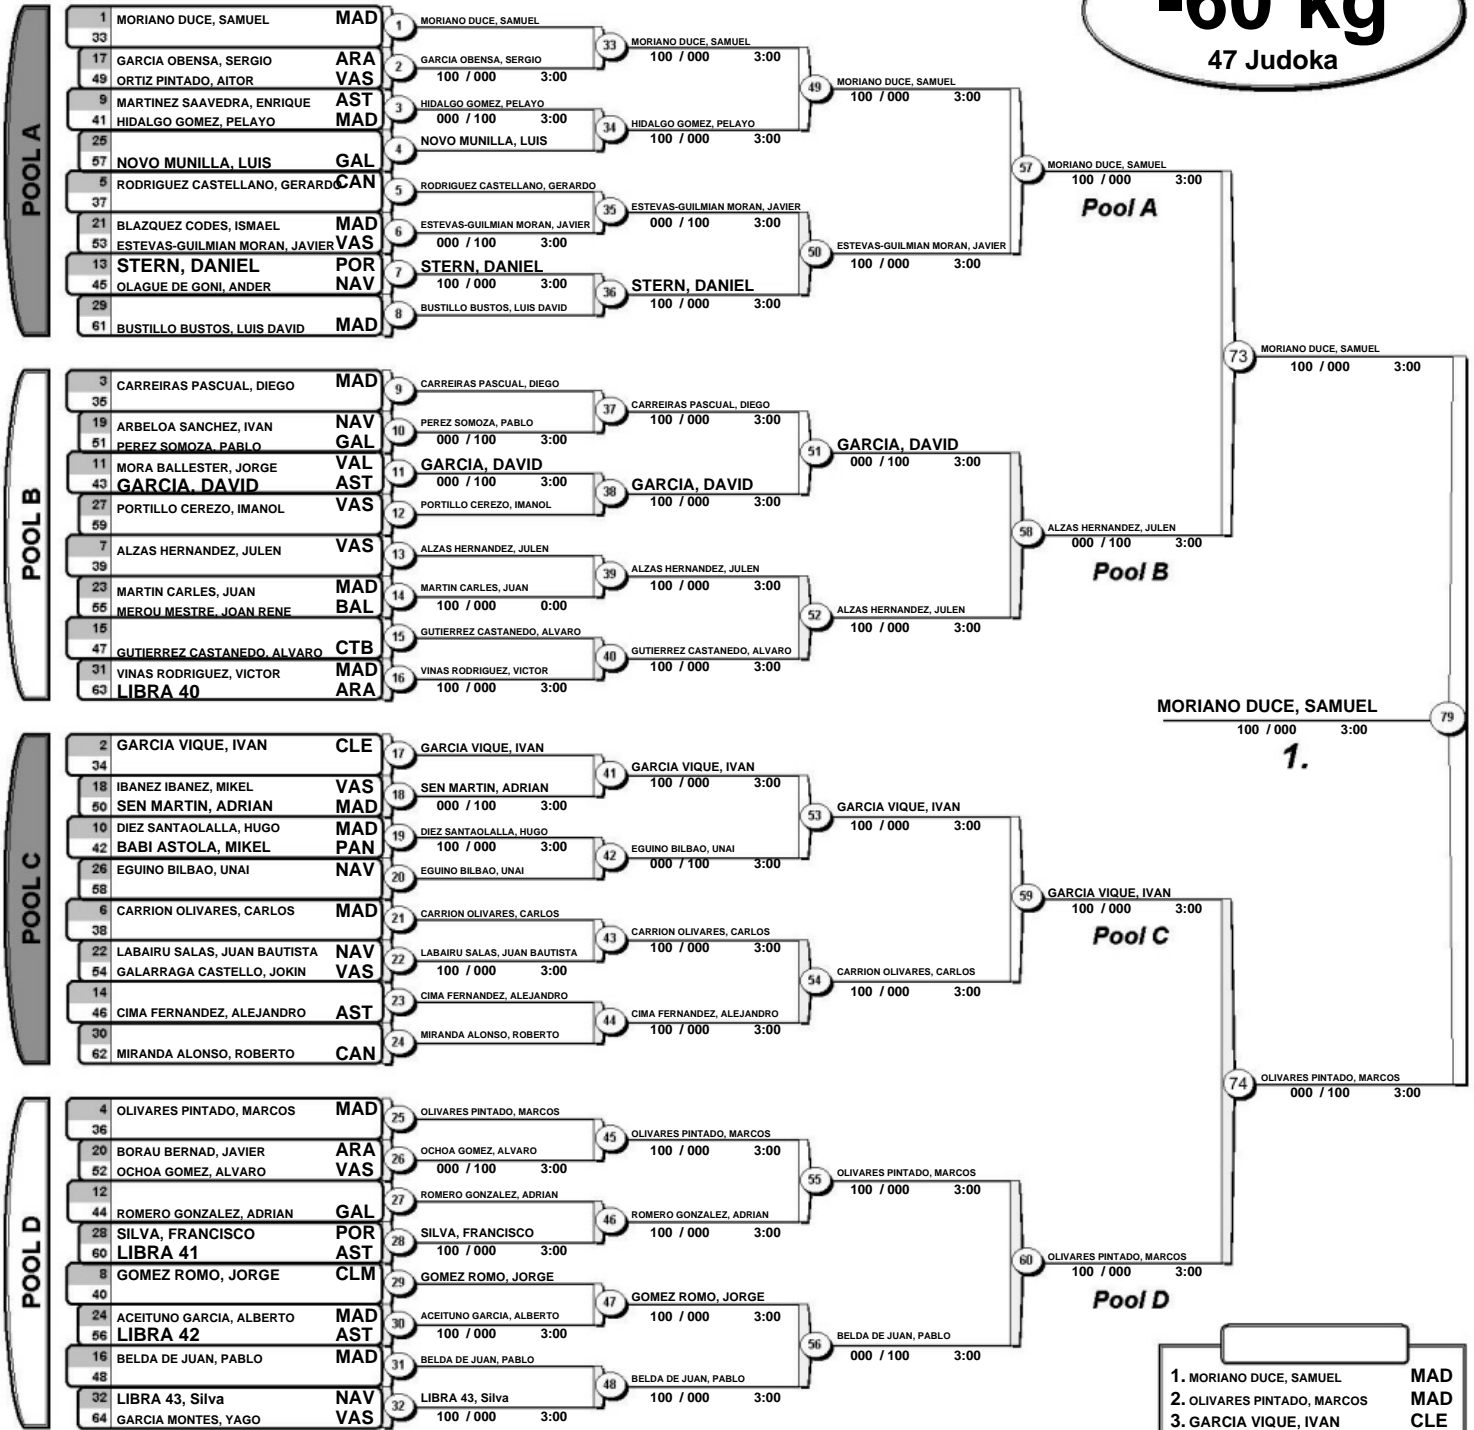 -60 kg
47 Judoka
POOL A
1 MORIANO DUCE, SAMUEL MAD
33
17 GARCIA OBENSA, SERGIO ARA
49 ORTIZ PINTADO, AITOR VAS
9 MARTINEZ SAAVEDRA, ENRIQUE AST
41 HIDALGO GOMEZ, PELAYO MAD
25
57 NOVO MUNILLA, LUIS GAL
5 RODRIGUEZ CASTELLANO, GERARDO CAN
37
21 BLAZQUEZ CODES, ISMAEL MAD
53 ESTEVAS-GUILMIAN MORAN, JAVIER VAS
13 STERN, DANIEL POR
45 OLAGUE DE GONI, ANDER NAV
29
61 BUSTILLO BUSTOS, LUIS DAVID MAD
1 MORIANO DUCE, SAMUEL
2 GARCIA OBENSA, SERGIO
100 / 000 3:00
3 HIDALGO GOMEZ, PELAYO
000 / 100 3:00
4 NOVO MUNILLA, LUIS
5 RODRIGUEZ CASTELLANO, GERARDO
6 ESTEVAS-GUILMIAN MORAN, JAVIER
000 / 100 3:00
7 STERN, DANIEL
100 / 000 3:00
8 BUSTILLO BUSTOS, LUIS DAVID
33 MORIANO DUCE, SAMUEL
100 / 000 3:00
34 HIDALGO GOMEZ, PELAYO
100 / 000 3:00
35 ESTEVAS-GUILMIAN MORAN, JAVIER
000 / 100 3:00
36 STERN, DANIEL
100 / 000 3:00
49 MORIANO DUCE, SAMUEL
100 / 000 3:00
50 ESTEVAS-GUILMIAN MORAN, JAVIER
100 / 000 3:00
57 MORIANO DUCE, SAMUEL
100 / 000 3:00
Pool A
POOL B
3 CARREIRAS PASCUAL, DIEGO MAD
35
19 ARBELOA SANCHEZ, IVAN NAV
51 PEREZ SOMOZA, PABLO GAL
11 MORA BALLESTER, JORGE VAL
43 GARCIA, DAVID AST
27 PORTILLO CEREZO, IMANOL VAS
59
7 ALZAS HERNANDEZ, JULEN VAS
39
23 MARTIN CARLES, JUAN MAD
55 MEROU MESTRE, JOAN RENE BAL
15
47 GUTIERREZ CASTANEDO, ALVARO CTB
31 VINAS RODRIGUEZ, VICTOR MAD
63 LIBRA 40 ARA
9 CARREIRAS PASCUAL, DIEGO
10 PEREZ SOMOZA, PABLO
000 / 100 3:00
11 GARCIA, DAVID
000 / 100 3:00
12 PORTILLO CEREZO, IMANOL
13 ALZAS HERNANDEZ, JULEN
14 MARTIN CARLES, JUAN
100 / 000 0:00
15 GUTIERREZ CASTANEDO, ALVARO
16 VINAS RODRIGUEZ, VICTOR
100 / 000 3:00
37 CARREIRAS PASCUAL, DIEGO
100 / 000 3:00
38 GARCIA, DAVID
100 / 000 3:00
39 ALZAS HERNANDEZ, JULEN
100 / 000 3:00
40 GUTIERREZ CASTANEDO, ALVARO
100 / 000 3:00
51 GARCIA, DAVID
000 / 100 3:00
52 ALZAS HERNANDEZ, JULEN
100 / 000 3:00
58 ALZAS HERNANDEZ, JULEN
000 / 100 3:00
Pool B
73 MORIANO DUCE, SAMUEL
100 / 000 3:00
MORIANO DUCE, SAMUEL 79
100 / 000 3:00
1.
POOL C
2 GARCIA VIQUE, IVAN CLE
34
18 IBANEZ IBANEZ, MIKEL VAS
50 SEN MARTIN, ADRIAN MAD
10 DIEZ SANTAOLALLA, HUGO MAD
42 BABI ASTOLA, MIKEL PAN
26 EGUINO BILBAO, UNAI NAV
58
6 CARRION OLIVARES, CARLOS MAD
38
22 LABAIRU SALAS, JUAN BAUTISTA NAV
54 GALARRAGA CASTELLO, JOKIN VAS
14
46 CIMA FERNANDEZ, ALEJANDRO AST
30
62 MIRANDA ALONSO, ROBERTO CAN
17 GARCIA VIQUE, IVAN
18 SEN MARTIN, ADRIAN
000 / 100 3:00
19 DIEZ SANTAOLALLA, HUGO
100 / 000 3:00
20 EGUINO BILBAO, UNAI
21 CARRION OLIVARES, CARLOS
22 LABAIRU SALAS, JUAN BAUTISTA
100 / 000 3:00
23 CIMA FERNANDEZ, ALEJANDRO
24 MIRANDA ALONSO, ROBERTO
41 GARCIA VIQUE, IVAN
100 / 000 3:00
42 EGUINO BILBAO, UNAI
000 / 100 3:00
43 CARRION OLIVARES, CARLOS
100 / 000 3:00
44 CIMA FERNANDEZ, ALEJANDRO
100 / 000 3:00
53 GARCIA VIQUE, IVAN
100 / 000 3:00
54 CARRION OLIVARES, CARLOS
100 / 000 3:00
59 GARCIA VIQUE, IVAN
100 / 000 3:00
Pool C
74 OLIVARES PINTADO, MARCOS
000 / 100 3:00
POOL D
4 OLIVARES PINTADO, MARCOS MAD
36
20 BORAU BERNAD, JAVIER ARA
52 OCHOA GOMEZ, ALVARO VAS
12
44 ROMERO GONZALEZ, ADRIAN GAL
28 SILVA, FRANCISCO POR
60 LIBRA 41 AST
8 GOMEZ ROMO, JORGE CLM
40
24 ACEITUNO GARCIA, ALBERTO MAD
56 LIBRA 42 AST
16 BELDA DE JUAN, PABLO MAD
48
32 LIBRA 43, Silva NAV
64 GARCIA MONTES, YAGO VAS
25 OLIVARES PINTADO, MARCOS
26 OCHOA GOMEZ, ALVARO
000 / 100 3:00
27 ROMERO GONZALEZ, ADRIAN
28 SILVA, FRANCISCO
100 / 000 3:00
29 GOMEZ ROMO, JORGE
30 ACEITUNO GARCIA, ALBERTO
100 / 000 3:00
31 BELDA DE JUAN, PABLO
32 LIBRA 43, Silva
100 / 000 3:00
45 OLIVARES PINTADO, MARCOS
100 / 000 3:00
46 ROMERO GONZALEZ, ADRIAN
100 / 000 3:00
47 GOMEZ ROMO, JORGE
100 / 000 3:00
48 BELDA DE JUAN, PABLO
100 / 000 3:00
55 OLIVARES PINTADO, MARCOS
100 / 000 3:00
56 BELDA DE JUAN, PABLO
000 / 100 3:00
60 OLIVARES PINTADO, MARCOS
100 / 000 3:00
Pool D
1. MORIANO DUCE, SAMUEL MAD
2. OLIVARES PINTADO, MARCOS MAD
3. GARCIA VIQUE, IVAN CLE